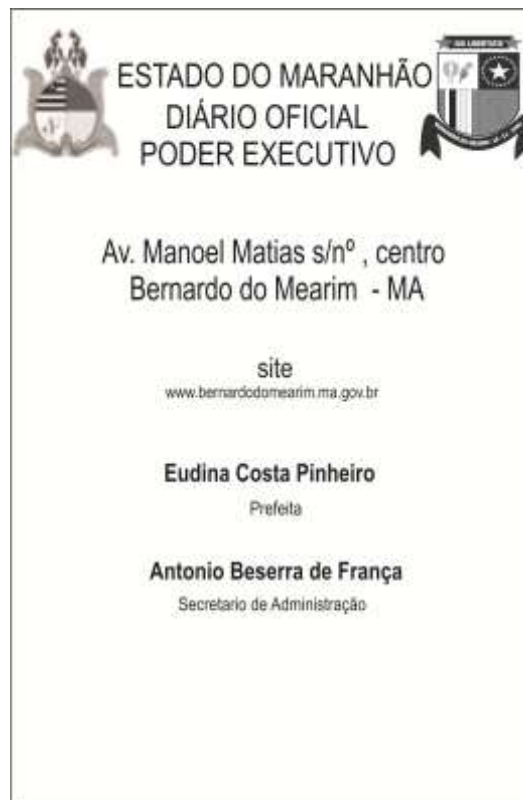 ESTADO DO MARANHÃO
DIÁRIO OFICIAL
PODER EXECUTIVO
Av. Manoel Matias s/nº , centro
Bernardo do Mearim - MA
site
www.bernardodomearim.ma.gov.br
Eudina Costa Pinheiro
Prefeita
Antonio Beserra de França
Secretario de Administração